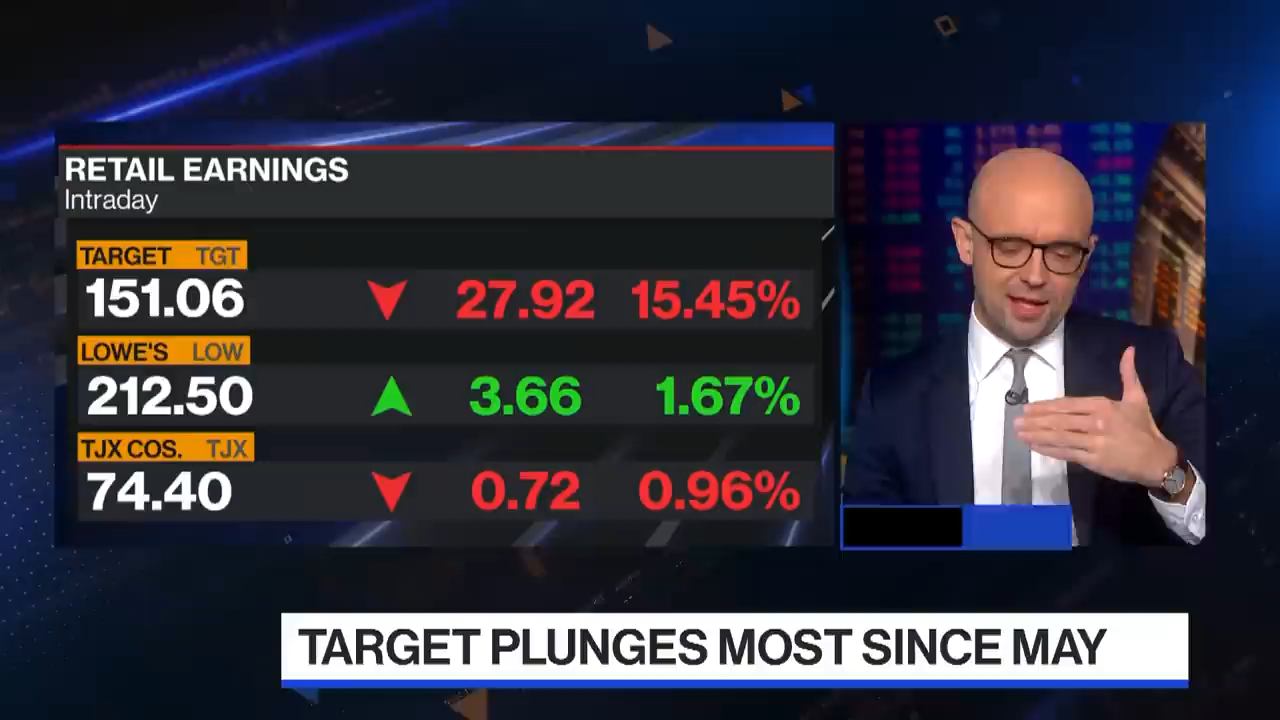 RETAIL EARNINGS
Intraday
TARGET TGT
151.06 27.92 15.45%
LOWE'S LOW
212.50 3.66 1.67%
TJX COS. TJX
74.40 0.72 0.96%
TARGET PLUNGES MOST SINCE MAY